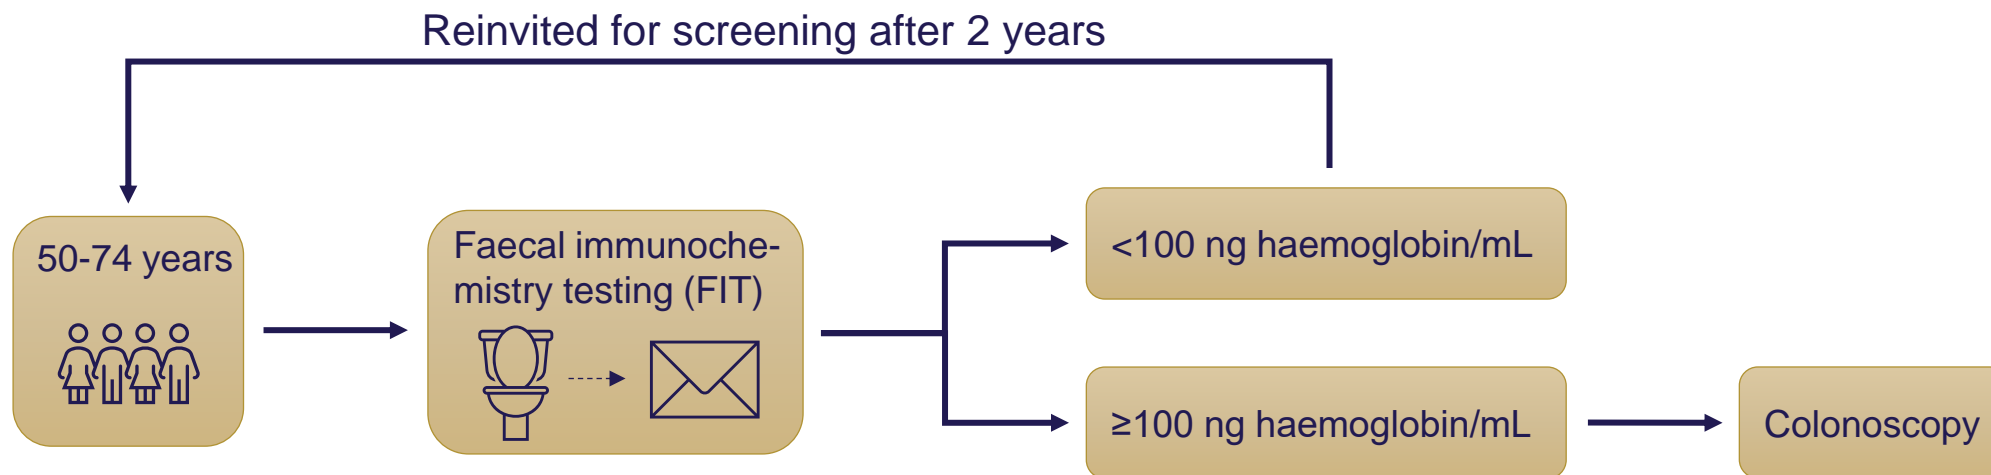 Reinvited for screening after 2 years
50-74 years
Faecal immunoche-
mistry testing (FIT)
<100 ng haemoglobin/mL
≥100 ng haemoglobin/mL
Colonoscopy